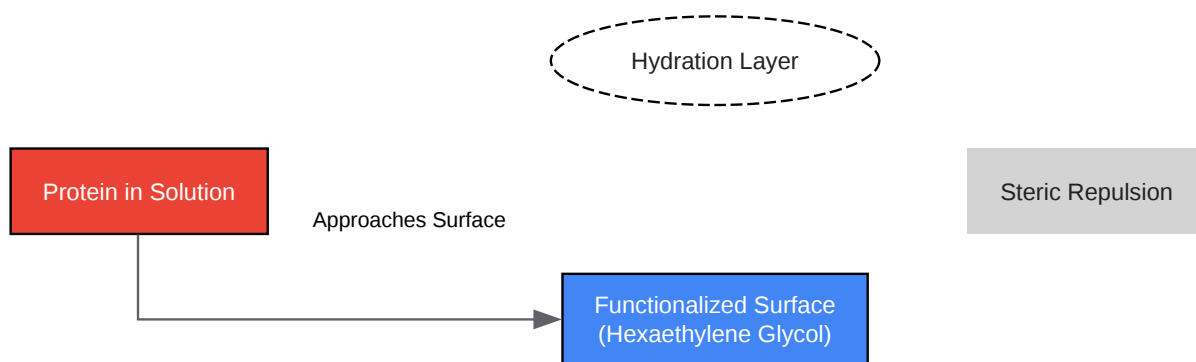 Hydration Layer
Protein in Solution
Steric Repulsion
Approaches Surface
Functionalized Surface
(Hexaethylene Glycol)